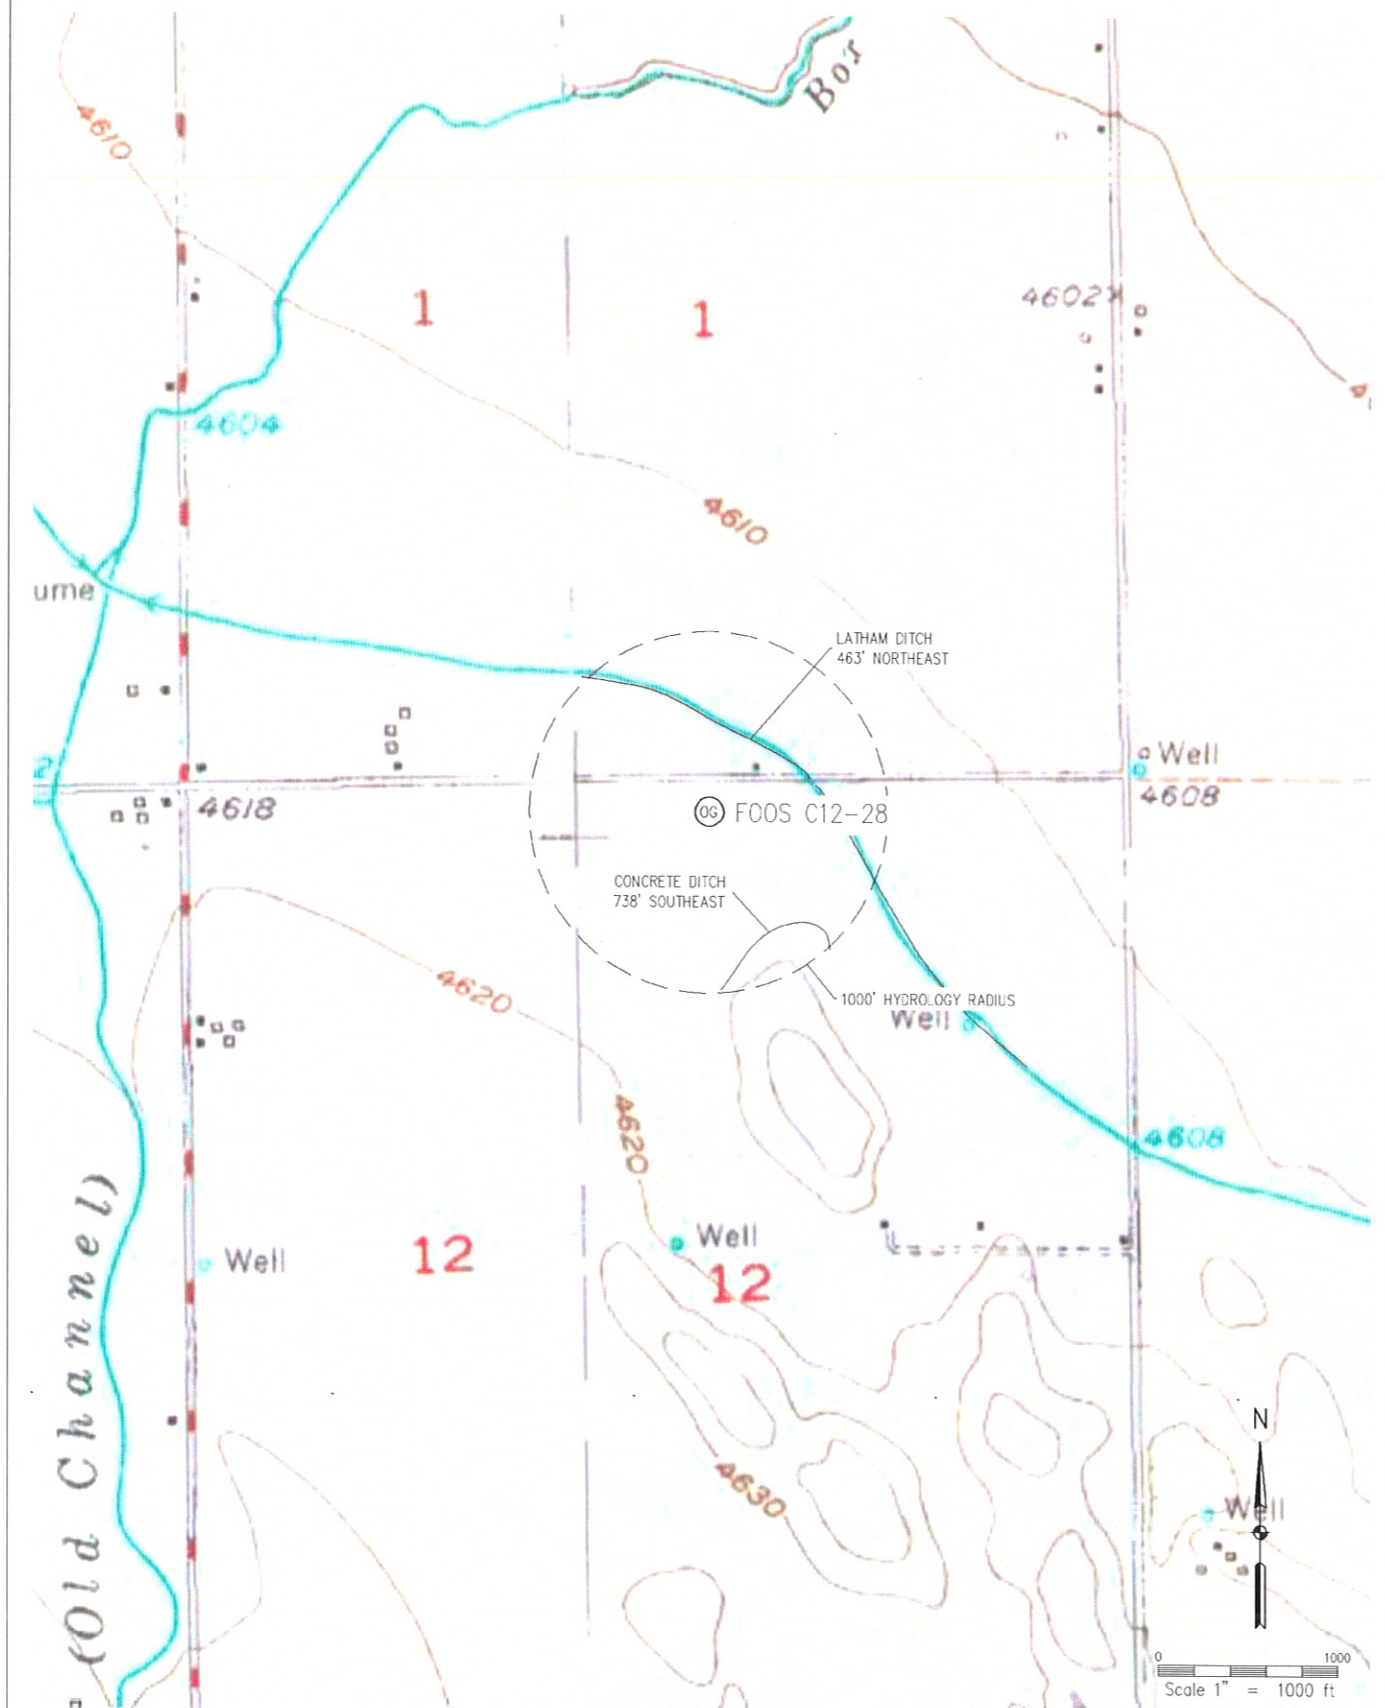 Box
4610
1
1
4602
4604
4610
ume
LATHAM DITCH
463' NORTHEAST
Well
4618
4608
OG FOOS C12-28
CONCRETE DITCH
738' SOUTHEAST
4620
1000' HYDROLOGY RADIUS
Well
4620
4608
(Old Channel)
Well
12
Well
12
N
4630
Well
0 1000
Scale 1" = 1000 ft